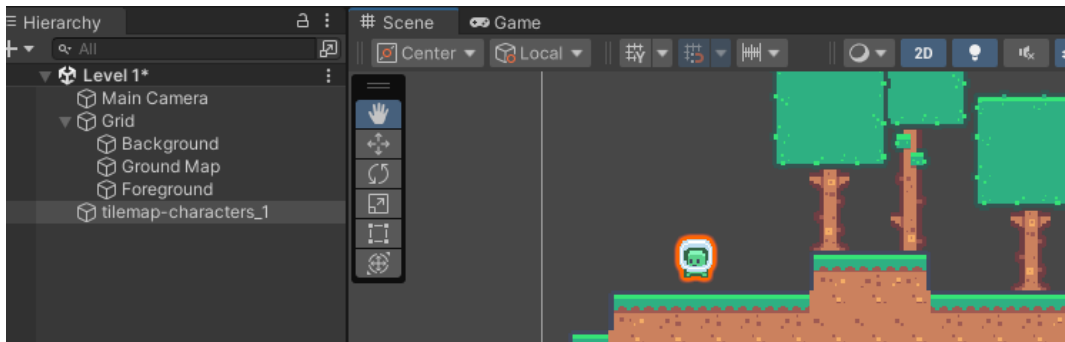 Hierarchy
Scene
Game
All
Center
Local
2D
Level 1*
Main Camera
Grid
Background
Ground Map
Foreground
tilemap-characters_1